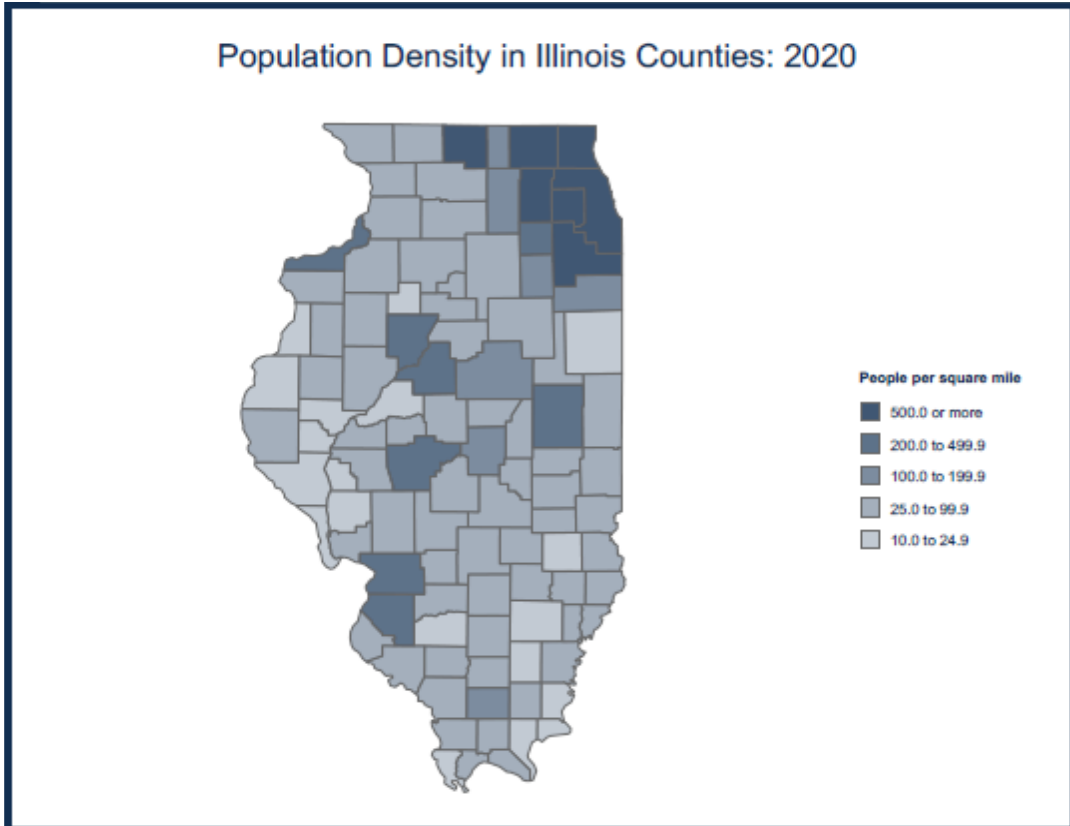 Population Density in Illinois Counties: 2020
People per square mile
500.0 or more
200.0 to 499.9
100.0 to 199.9
25.0 to 99.9
10.0 to 24.9